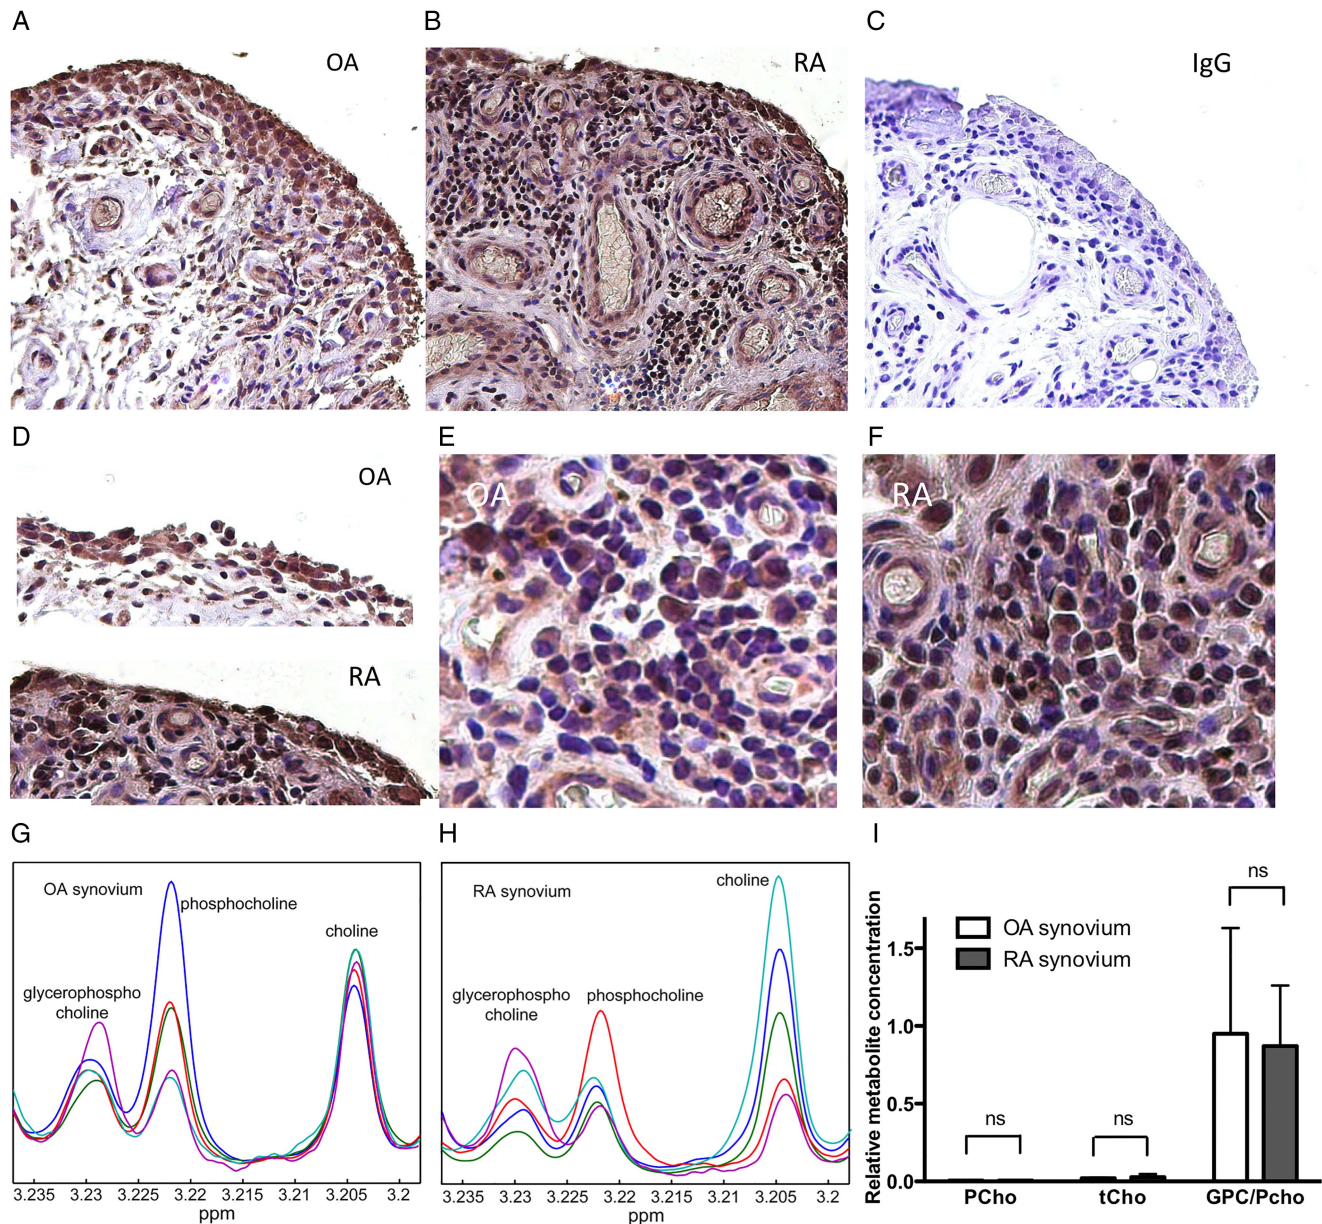 A
OA
B
RA
C
IgG
D
OA
RA
E
OA
F
RA
G
OA synovium
phosphocholine
choline
glycerophospho
choline
3.235 3.23 3.225 3.22 3.215 3.21 3.205 3.2
ppm
H
RA synovium
choline
glycerophospho
choline
phosphocholine
3.235 3.23 3.225 3.22 3.215 3.21 3.205 3.2
ppm
I
Relative metabolite concentration
OA synovium
RA synovium
1.5
1.0
0.5
0.0
ns
ns
ns
PCho tCho GPC/Pcho